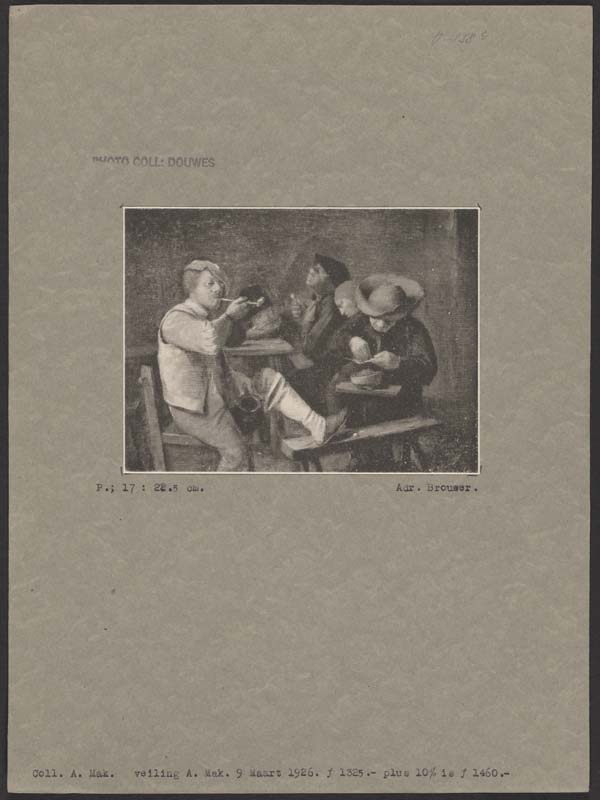 PHOTO COLL: DOUWES
P.; 17 : 22.5 cm.
Adr. Brouwer.
Coll. A. Mak. veiling A. Mak. 9 Maart 1926. ƒ 1325.- plus 10% is ƒ 1460.-